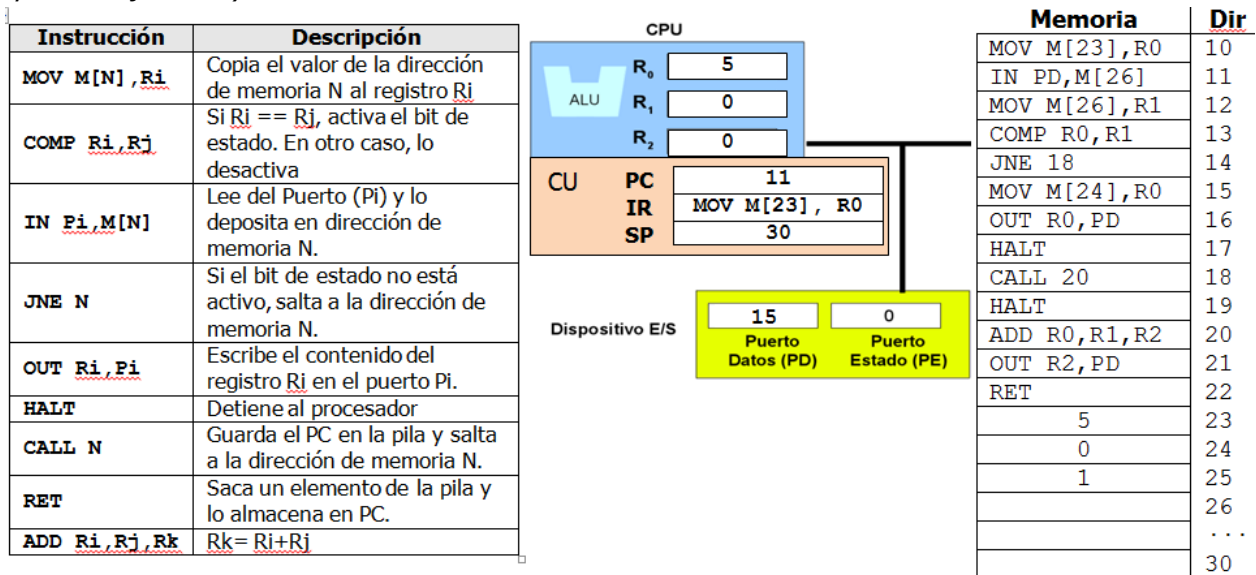 Instrucción Descripción
MOV M[N],Ri Copia el valor de la dirección
de memoria N al registro Ri
COMP Ri,Rj Si Ri == Rj, activa el bit de
estado. En otro caso, lo
desactiva
IN Pi,M[N] Lee del Puerto (Pi) y lo
deposita en dirección de
memoria N.
JNE N Si el bit de estado no está
activo, salta a la dirección de
memoria N.
OUT Ri,Pi Escribe el contenido del
registro Ri en el puerto Pi.
HALT Detiene al procesador
CALL N Guarda el PC en la pila y salta
a la dirección de memoria N.
RET Saca un elemento de la pila y
lo almacena en PC.
ADD Ri,Rj,Rk Rk= Ri+Rj
CPU
ALU
R0 5
R1 0
R2 0
CU
PC 11
IR MOV M[23], R0
SP 30
Dispositivo E/S
15 0
Puerto Puerto
Datos (PD) Estado (PE)
Memoria Dir
MOV M[23],R0 10
IN PD,M[26] 11
MOV M[26],R1 12
COMP R0,R1 13
JNE 18 14
MOV M[24],R0 15
OUT R0,PD 16
HALT 17
CALL 20 18
HALT 19
ADD R0,R1,R2 20
OUT R2,PD 21
RET 22
5 23
0 24
1 25
26
...
30